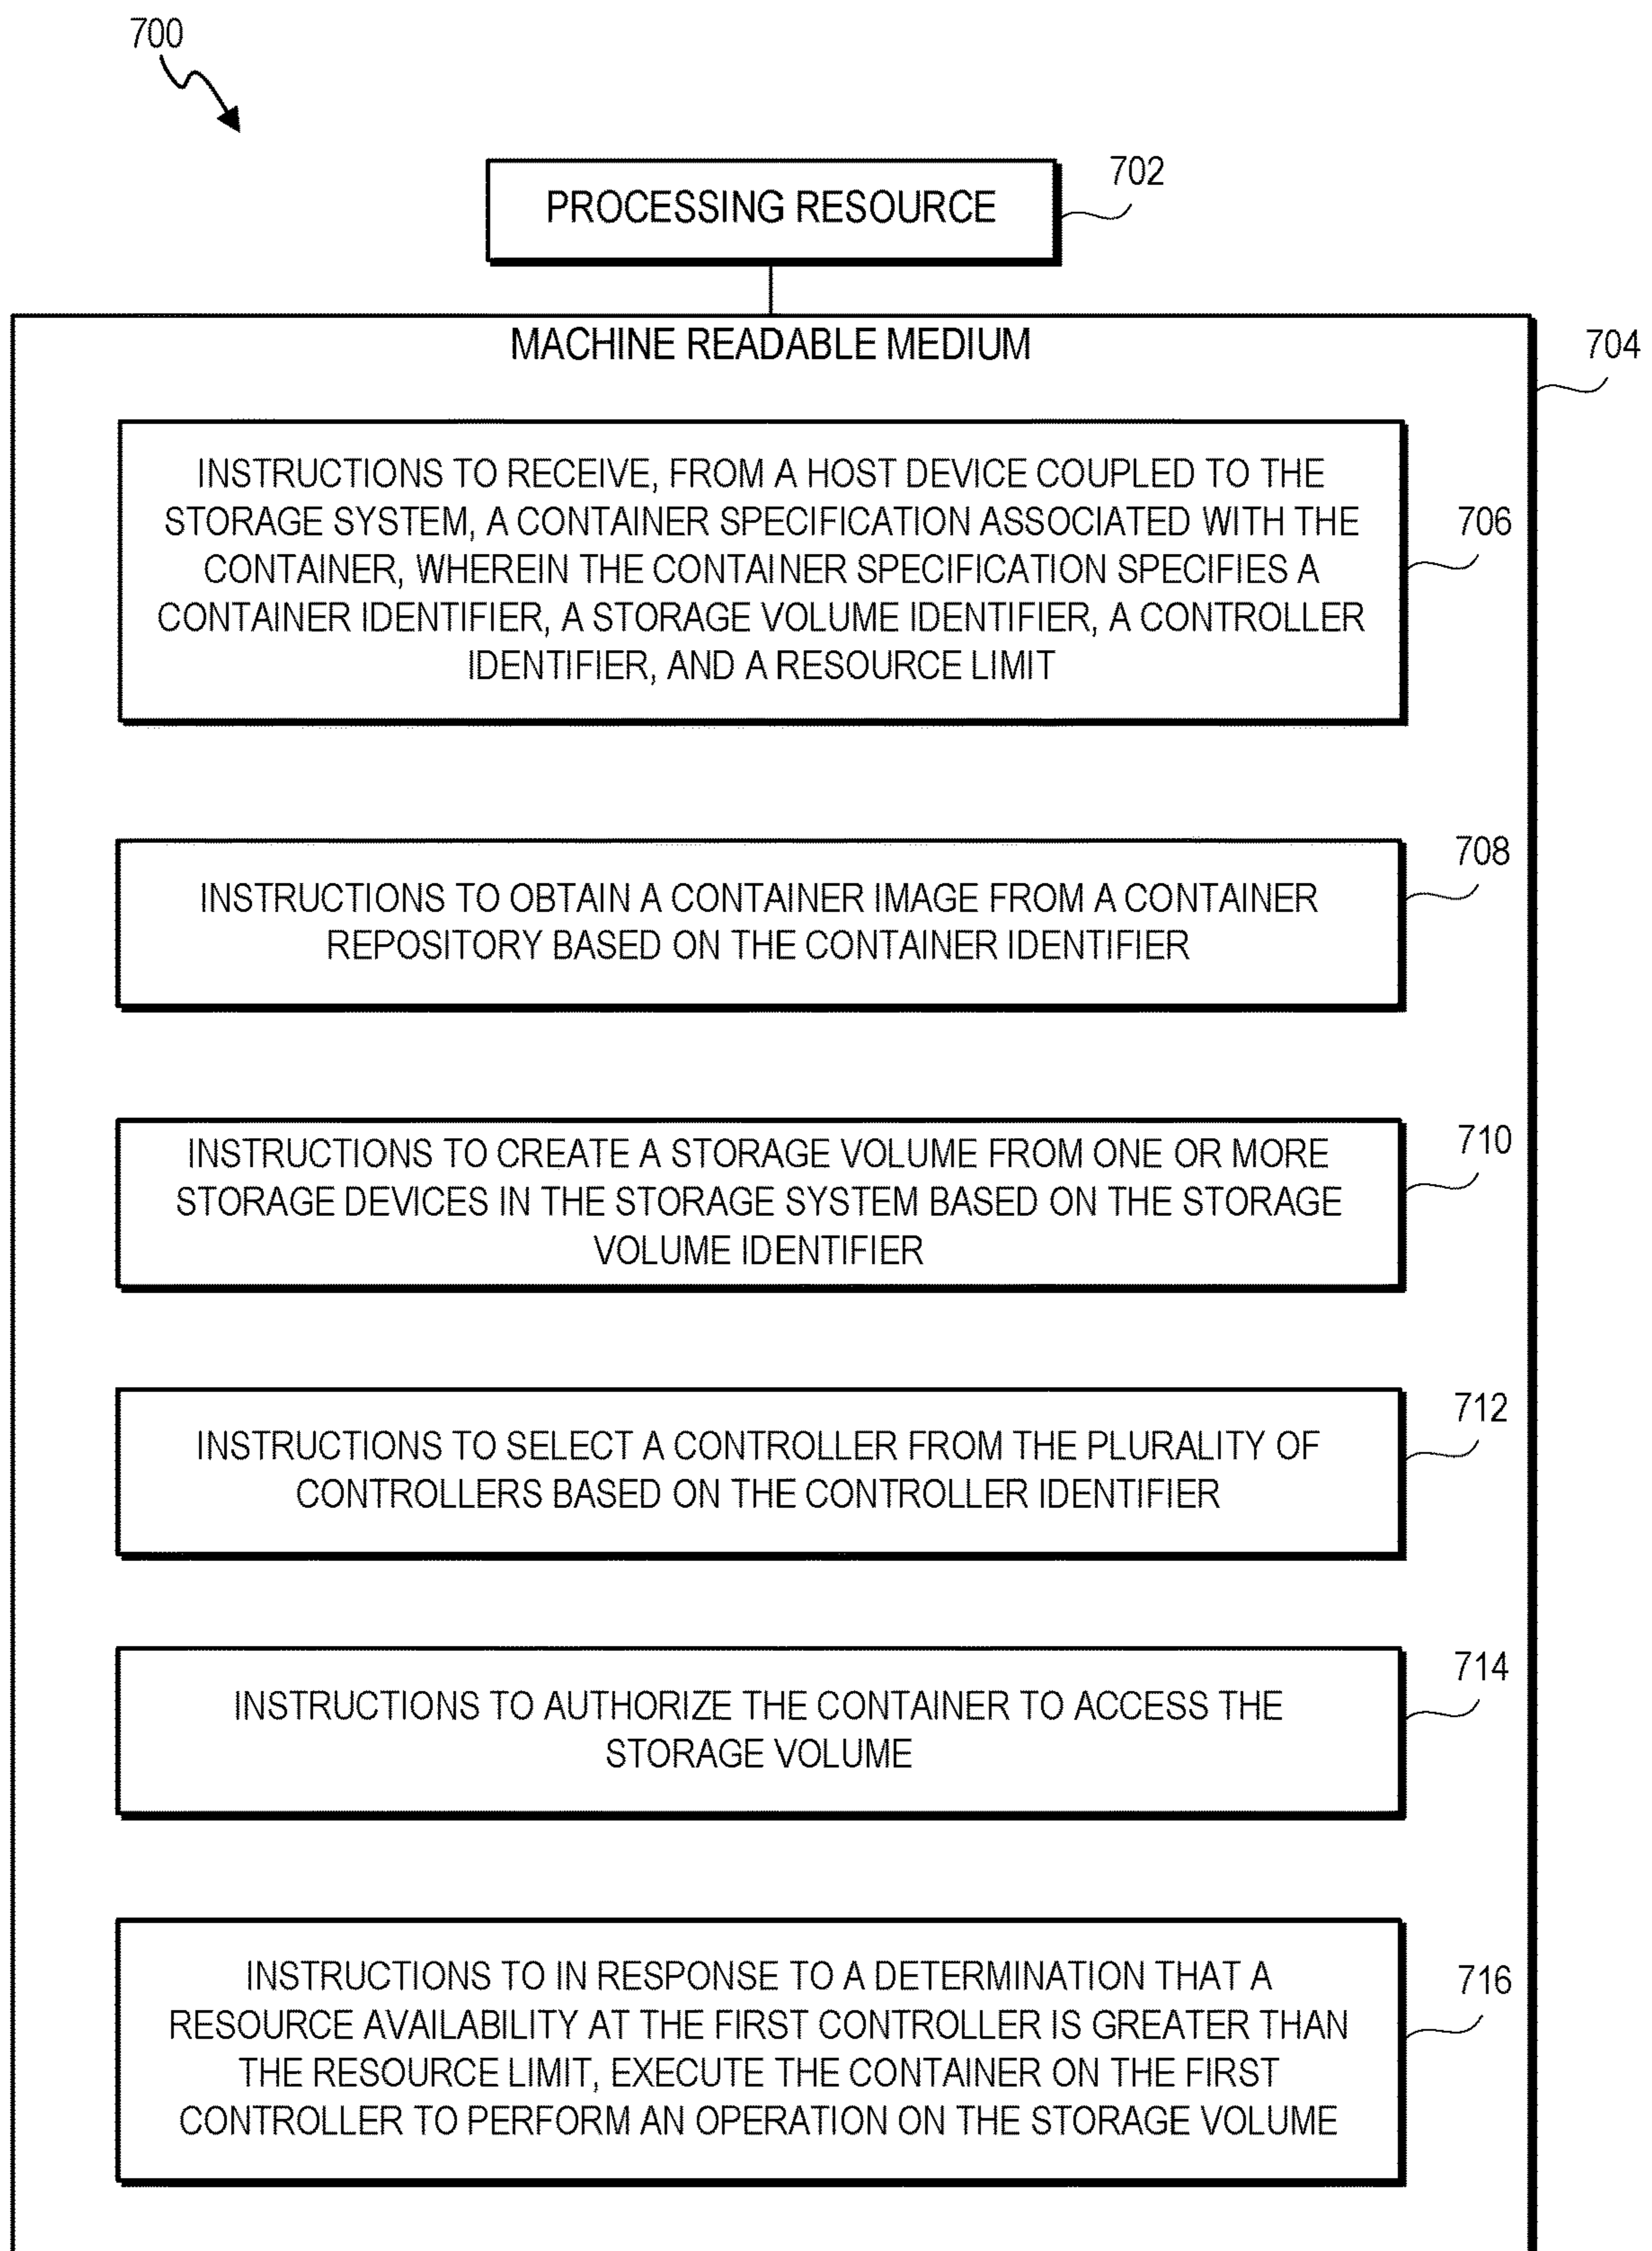 700
PROCESSING RESOURCE
702
MACHINE READABLE MEDIUM
704
INSTRUCTIONS TO RECEIVE, FROM A HOST DEVICE COUPLED TO THE
STORAGE SYSTEM, A CONTAINER SPECIFICATION ASSOCIATED WITH THE
CONTAINER, WHEREIN THE CONTAINER SPECIFICATION SPECIFIES A
CONTAINER IDENTIFIER, A STORAGE VOLUME IDENTIFIER, A CONTROLLER
IDENTIFIER, AND A RESOURCE LIMIT
706
INSTRUCTIONS TO OBTAIN A CONTAINER IMAGE FROM A CONTAINER
REPOSITORY BASED ON THE CONTAINER IDENTIFIER
708
INSTRUCTIONS TO CREATE A STORAGE VOLUME FROM ONE OR MORE
STORAGE DEVICES IN THE STORAGE SYSTEM BASED ON THE STORAGE
VOLUME IDENTIFIER
710
INSTRUCTIONS TO SELECT A CONTROLLER FROM THE PLURALITY OF
CONTROLLERS BASED ON THE CONTROLLER IDENTIFIER
712
INSTRUCTIONS TO AUTHORIZE THE CONTAINER TO ACCESS THE
STORAGE VOLUME
714
INSTRUCTIONS TO IN RESPONSE TO A DETERMINATION THAT A
RESOURCE AVAILABILITY AT THE FIRST CONTROLLER IS GREATER THAN
THE RESOURCE LIMIT, EXECUTE THE CONTAINER ON THE FIRST
CONTROLLER TO PERFORM AN OPERATION ON THE STORAGE VOLUME
716